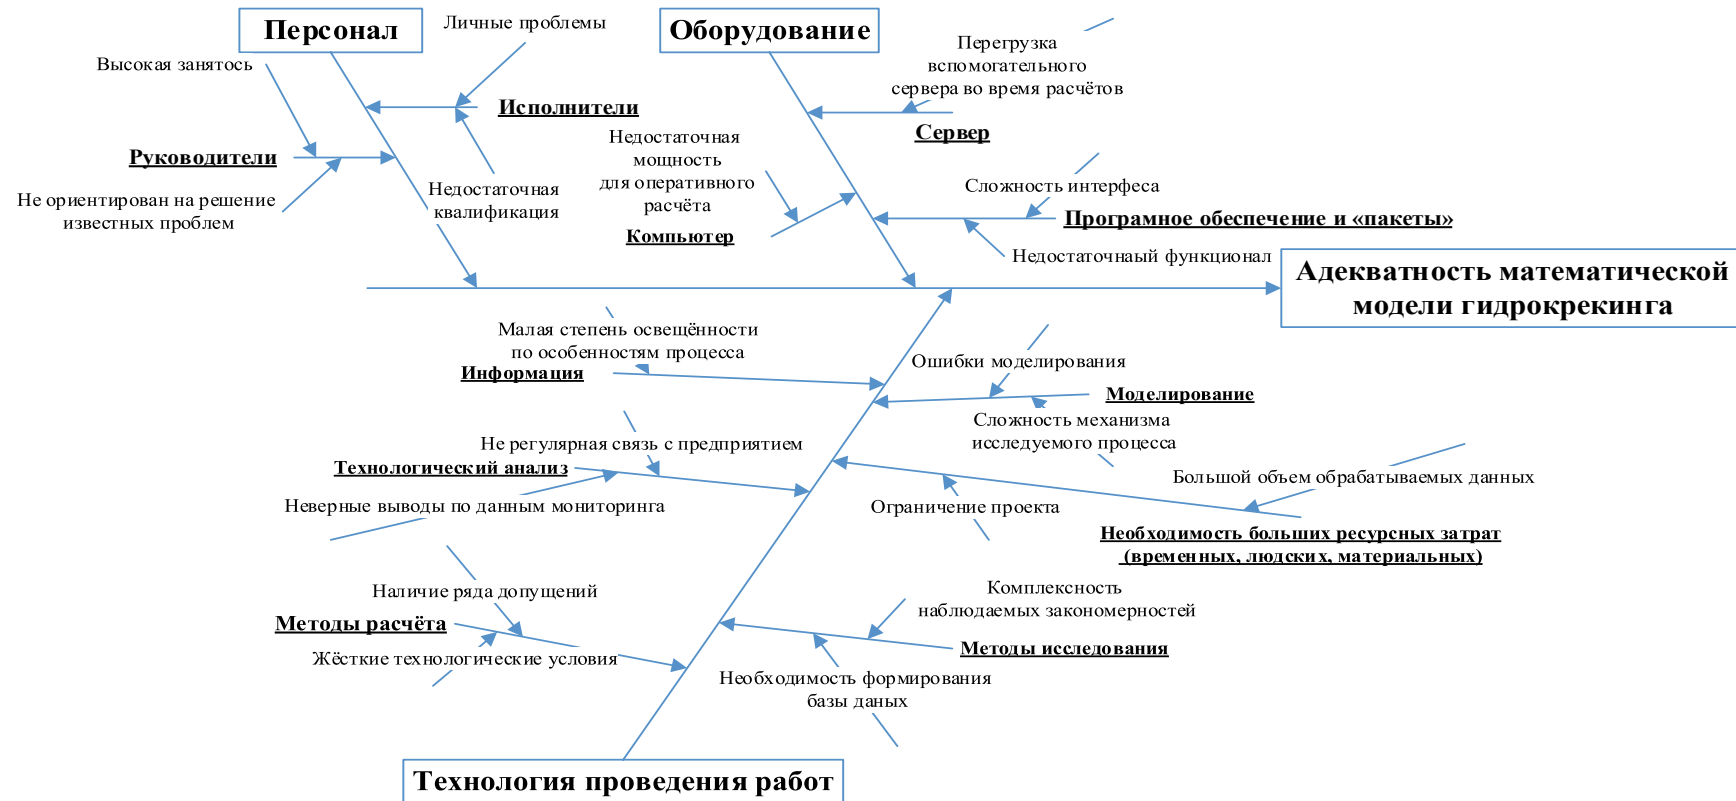 Персонал
Личные проблемы
Высокая занятось
Исполнители
Руководители
Не ориентирован на решение
известных проблем
Недостаточная
квалификация
Оборудование
Перегрузка
вспомогательного
сервера во время расчётов
Сервер
Недостаточная
мощность
для оперативного
расчёта
Компьютер
Сложность интерфеса
Програмное обеспечение и «пакеты»
Недостаточнаый функционал
Адекватность математической
модели гидрокрекинга
Малая степень освещённости
по особенностям процесса
Информация
Ошибки моделирования
Моделирование
Сложность механизма
исследуемого процесса
Не регулярная связь с предприятием
Технологический анализ
Неверные выводы по данным мониторинга
Большой объем обрабатываемых данных
Ограничение проекта
Необходимость больших ресурсных затрат
(временных, людских, материальных)
Наличие ряда допущений
Методы расчёта
Жёсткие технологические условия
Комплексность
наблюдаемых закономерностей
Методы исследования
Необходимость формирования
базы даных
Технология проведения работ